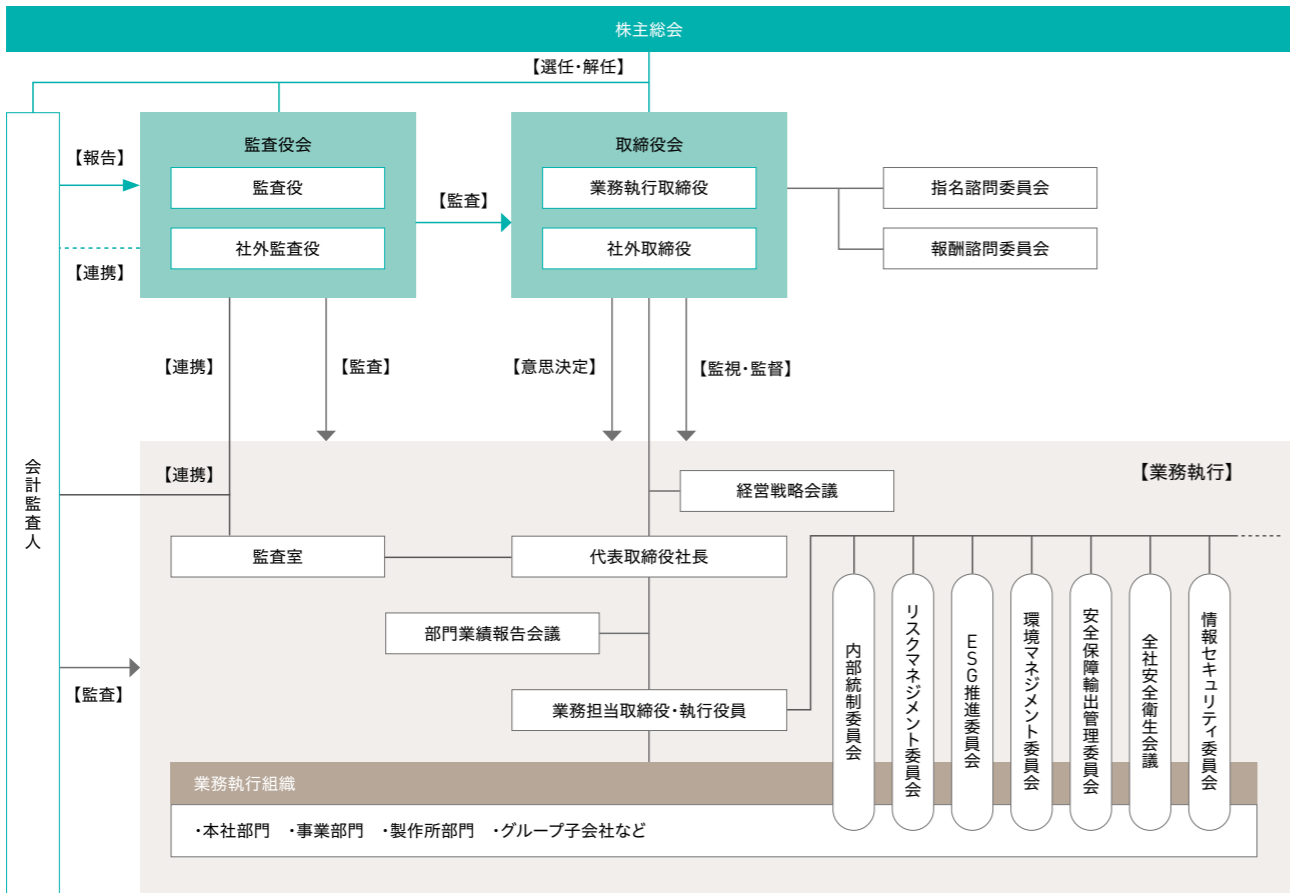 株主総会
【選任・解任】
監査役会
監査役
社外監査役
取締役会
業務執行取締役
社外取締役
指名諮問委員会
報酬諮問委員会
【報告】
【連携】
【監査】
【連携】
【監査】
【意思決定】
【監視・監督】
会計監査人
【連携】
【監査】
【業務執行】
経営戦略会議
監査室
代表取締役社長
部門業績報告会議
業務担当取締役・執行役員
内部統制委員会
リスクマネジメント委員会
ESG推進委員会
環境マネジメント委員会
安全保障輸出管理委員会
全社安全衛生会議
情報セキュリティ委員会
業務執行組織
・本社部門 ・事業部門 ・製作所部門 ・グループ子会社など